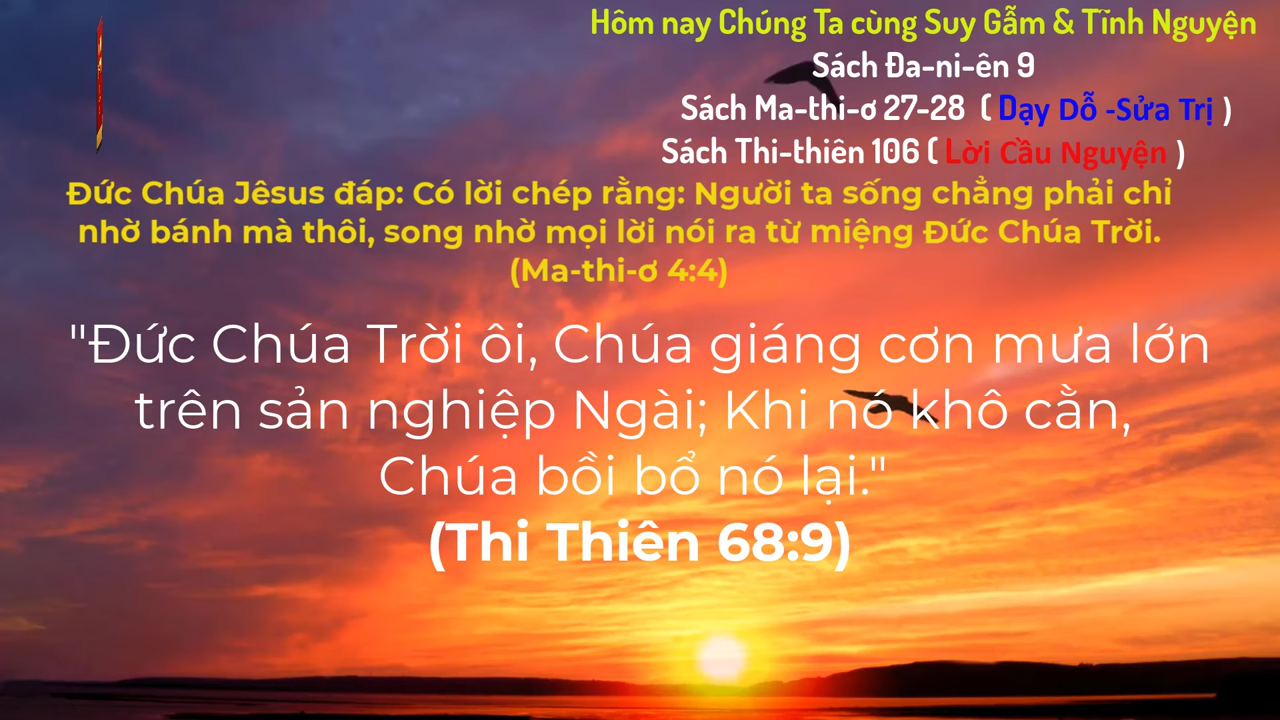 Hôm nay Chúng Ta cùng Suy Gẫm & Tĩnh Nguyện
Sách Đa-ni-ên 9
Sách Ma-thi-ơ 27-28 ( Dạy Dỗ -Sửa Trị )
Sách Thi-thiên 106 ( Lời Cầu Nguyện )
Đức Chúa Jêsus đáp: Có lời chép rằng: Người ta sống chẳng phải chỉ
nhờ bánh mà thôi, song nhờ mọi lời nói ra từ miệng Đức Chúa Trời.
(Ma-thi-ơ 4:4)
"Đức Chúa Trời ôi, Chúa giáng cơn mưa lớn
trên sản nghiệp Ngài; Khi nó khô cằn,
Chúa bồi bổ nó lại."
(Thi Thiên 68:9)